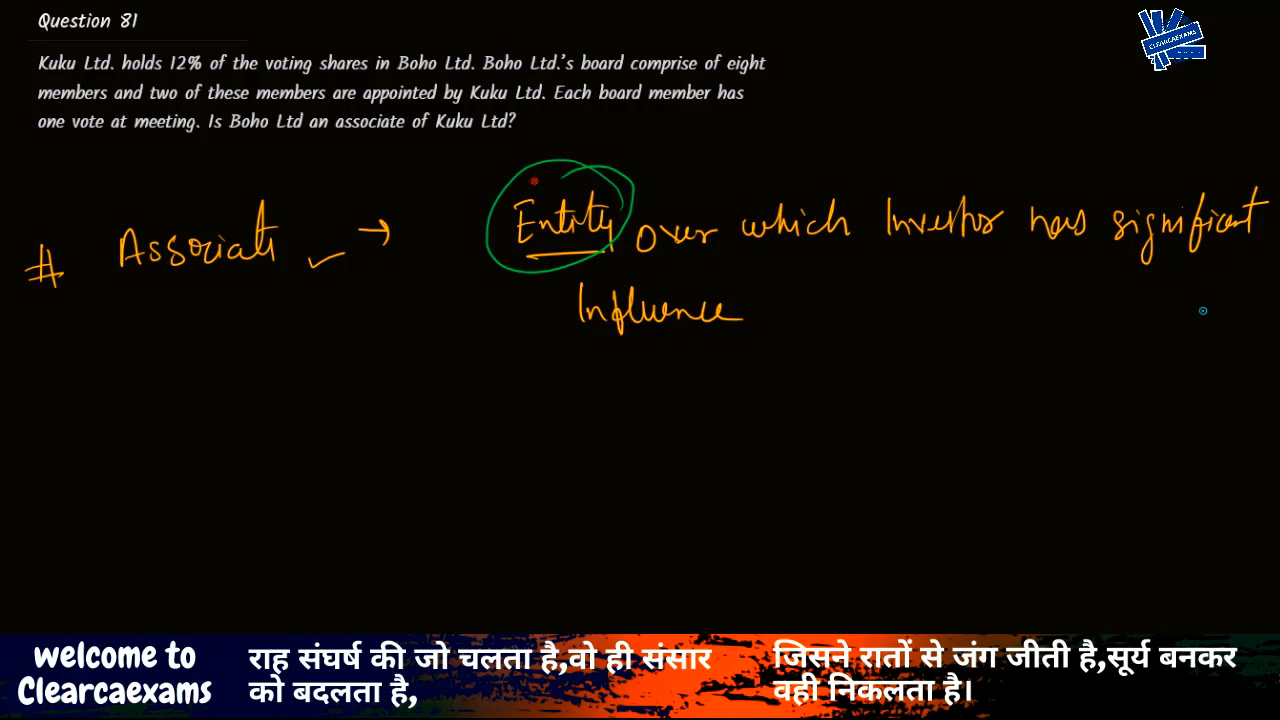 Question 81
CLEARCAEXAMS
Kuku Ltd. holds 12% of the voting shares in Boho Ltd. Boho Ltd.'s board comprise of eight
members and two of these members are appointed by Kuku Ltd. Each board member has
one vote at meeting. Is Boho Ltd an associate of Kuku Ltd?
# Associate → Entity over which Investor has significant
Influence
welcome to
Clearcaexams
राह संघर्ष की जो चलता है,वो ही संसार
को बदलता है,
जिसने रातों से जंग जीती है,सूर्य बनकर
वही निकलता है।